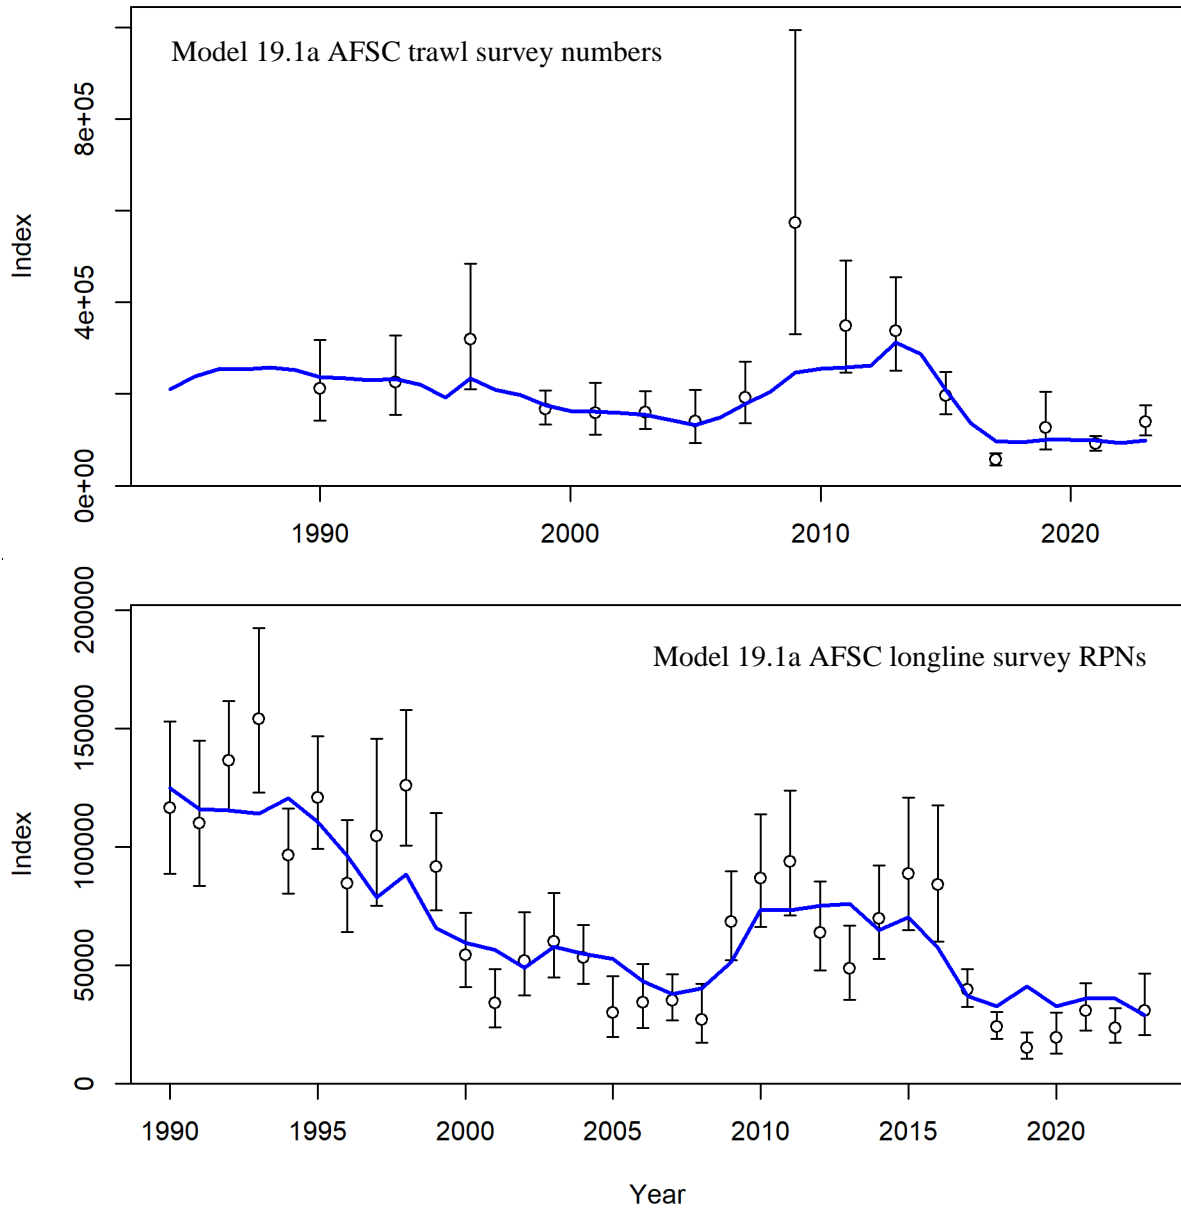 Model 19.1a AFSC trawl survey numbers
Index
8e+05
4e+05
0e+00
1990 2000 2010 2020
Model 19.1a AFSC longline survey RPNs
Index
200000
150000
100000
50000
0
1990 1995 2000 2005 2010 2015 2020
Year